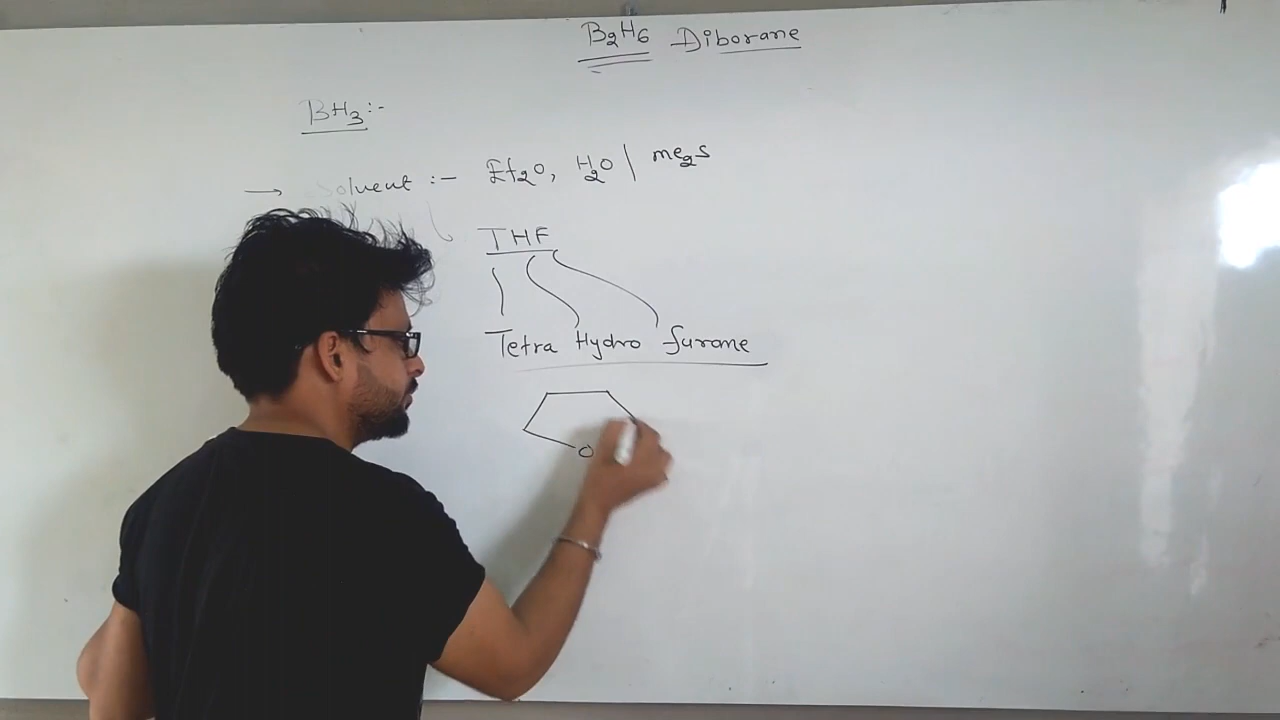 B2H6 Diborane
BH3:-
→ Solvent :- Et2O, H2O | me2S
THF
Tetra Hydro furane
O